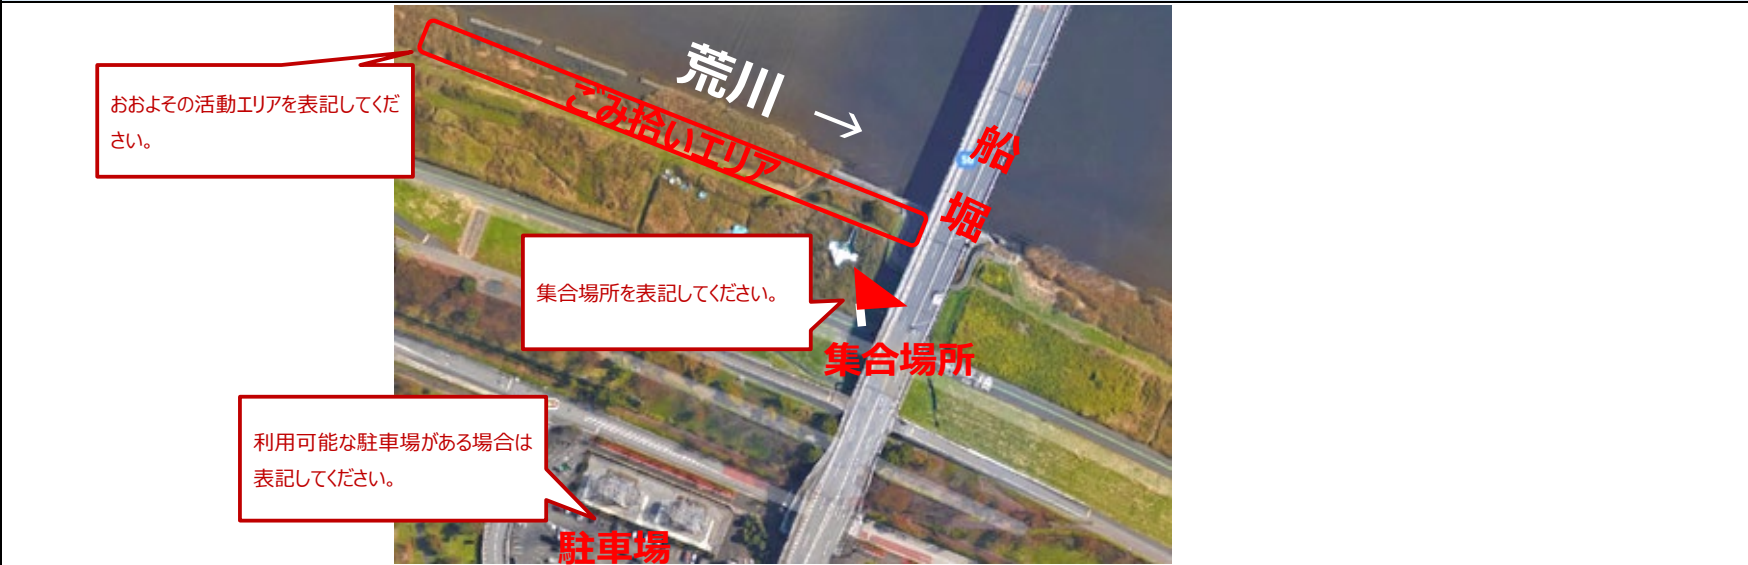 荒川 →
おおよその活動エリアを表記してくだ
さい。
ごみ拾いエリア
船
堀
集合場所を表記してください。
集合場所
利用可能な駐車場がある場合は
表記してください。
駐車場